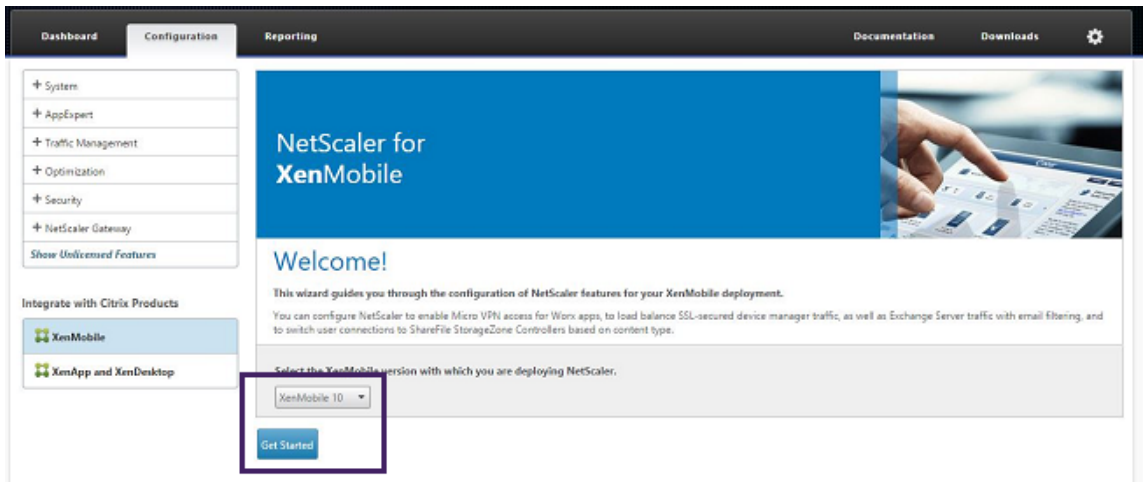 Dashboard
Configuration
Reporting
Documentation
Downloads
+ System
+ AppExpert
+ Traffic Management
+ Optimization
+ Security
+ NetScaler Gateway
Show Unlicensed Features
Integrate with Citrix Products
XenMobile
XenApp and XenDesktop
NetScaler for
XenMobile
Welcome!
This wizard guides you through the configuration of NetScaler features for your XenMobile deployment.
You can configure NetScaler to enable Micro VPN access for Worx apps, to load balance SSL-secured device manager traffic, as well as Exchange Server traffic with email filtering, and
to switch user connections to ShareFile StorageZone Controllers based on content type.
Select the XenMobile version with which you are deploying NetScaler.
XenMobile 10
Get Started